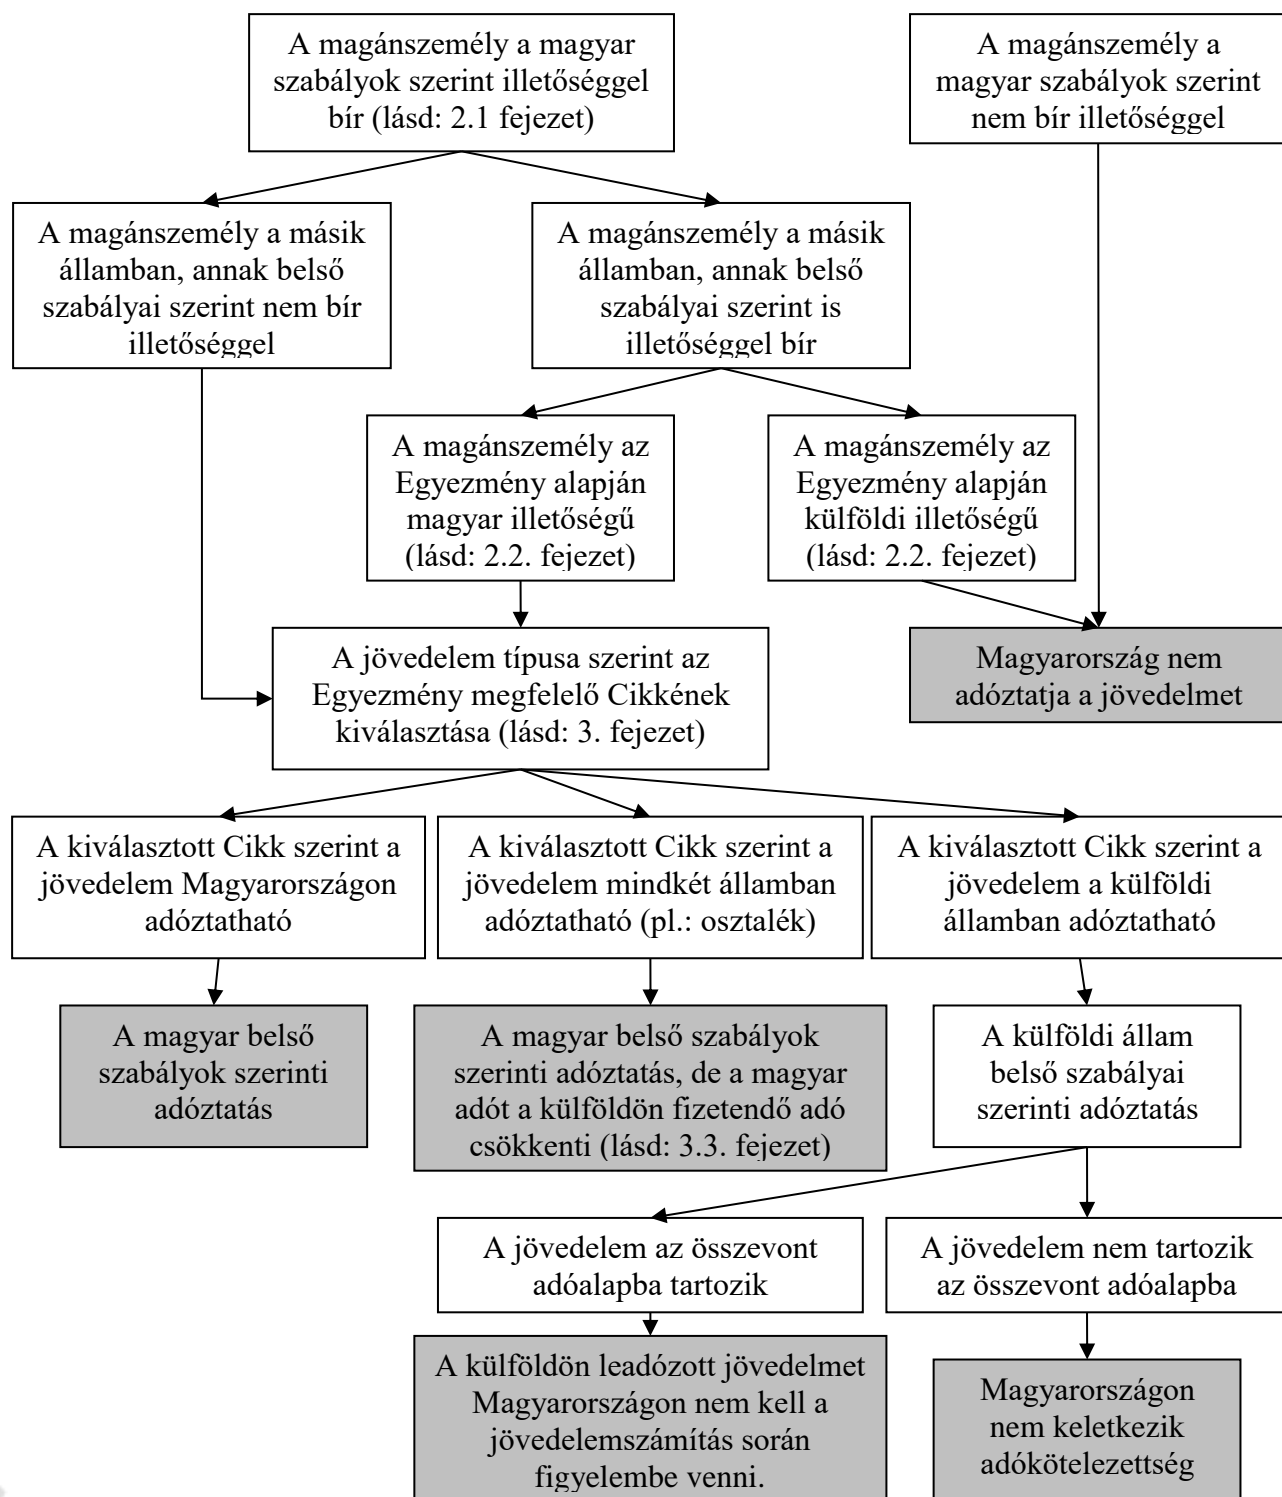 A magánszemély a magyar
szabályok szerint illetőséggel
bír (lásd: 2.1 fejezet)
A magánszemély a
magyar szabályok szerint
nem bír illetőséggel
A magánszemély a másik
államban, annak belső
szabályai szerint nem bír
illetőséggel
A magánszemély a másik
államban, annak belső
szabályai szerint is
illetőséggel bír
A magánszemély az
Egyezmény alapján
magyar illetőségű
(lásd: 2.2. fejezet)
A magánszemély az
Egyezmény alapján
külföldi illetőségű
(lásd: 2.2. fejezet)
A jövedelem típusa szerint az
Egyezmény megfelelő Cikkének
kiválasztása (lásd: 3. fejezet)
Magyarország nem
adóztatja a jövedelmet
A kiválasztott Cikk szerint a
jövedelem Magyarországon
adóztatható
A kiválasztott Cikk szerint a
jövedelem mindkét államban
adóztatható (pl.: osztalék)
A kiválasztott Cikk szerint a
jövedelem a külföldi
államban adóztatható
A magyar belső
szabályok szerinti
adóztatás
A magyar belső szabályok
szerinti adóztatás, de a magyar
adót a külföldön fizetendő adó
csökkenti (lásd: 3.3. fejezet)
A külföldi állam
belső szabályai
szerinti adóztatás
A jövedelem az összevont
adóalapba tartozik
A jövedelem nem tartozik
az összevont adóalapba
A külföldön leadózott jövedelmet
Magyarországon nem kell a
jövedelemszámítás során
figyelembe venni.
Magyarországon
nem keletkezik
adókötelezettség